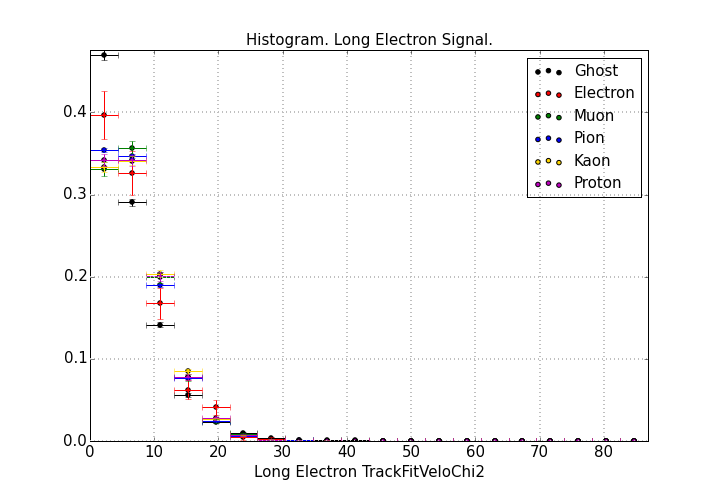 Histogram. Long Electron Signal.
Ghost
Electron
Muon
Pion
Kaon
Proton
0.4
0.3
0.2
0.1
0.0
0 10 20 30 40 50 60 70 80
Long Electron TrackFitVeloChi2